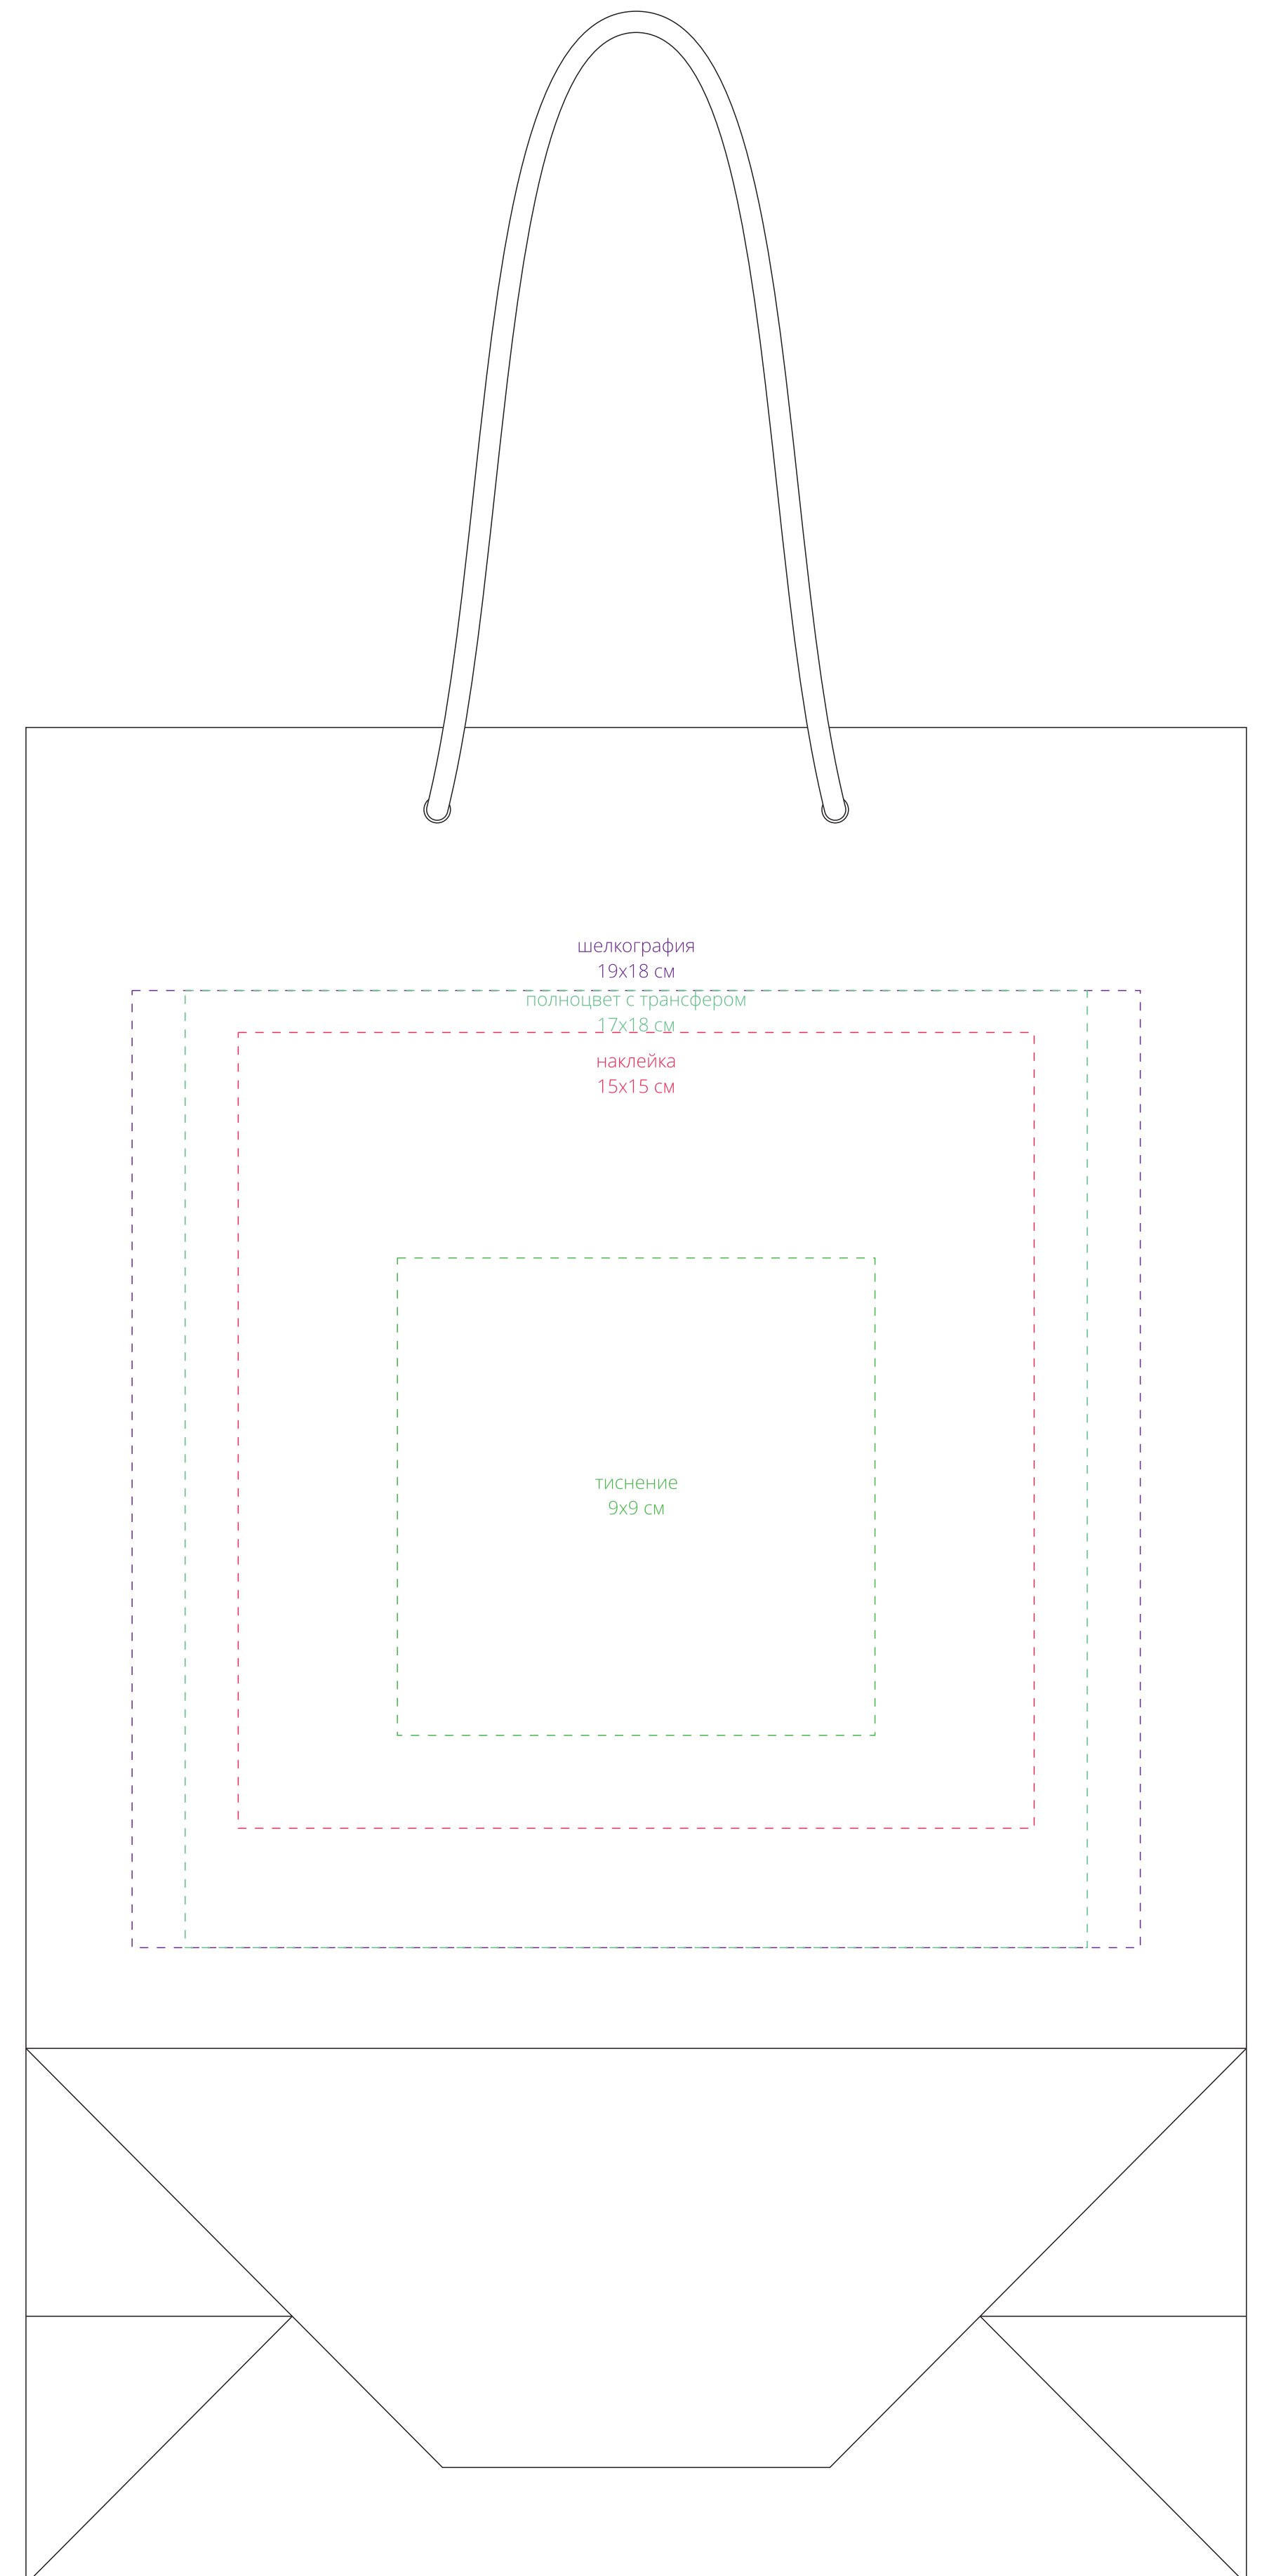 шелкография
19х18 см
полноцвет с трансфером
17х18 см
наклейка
15х15 см
тиснение
9х9 см